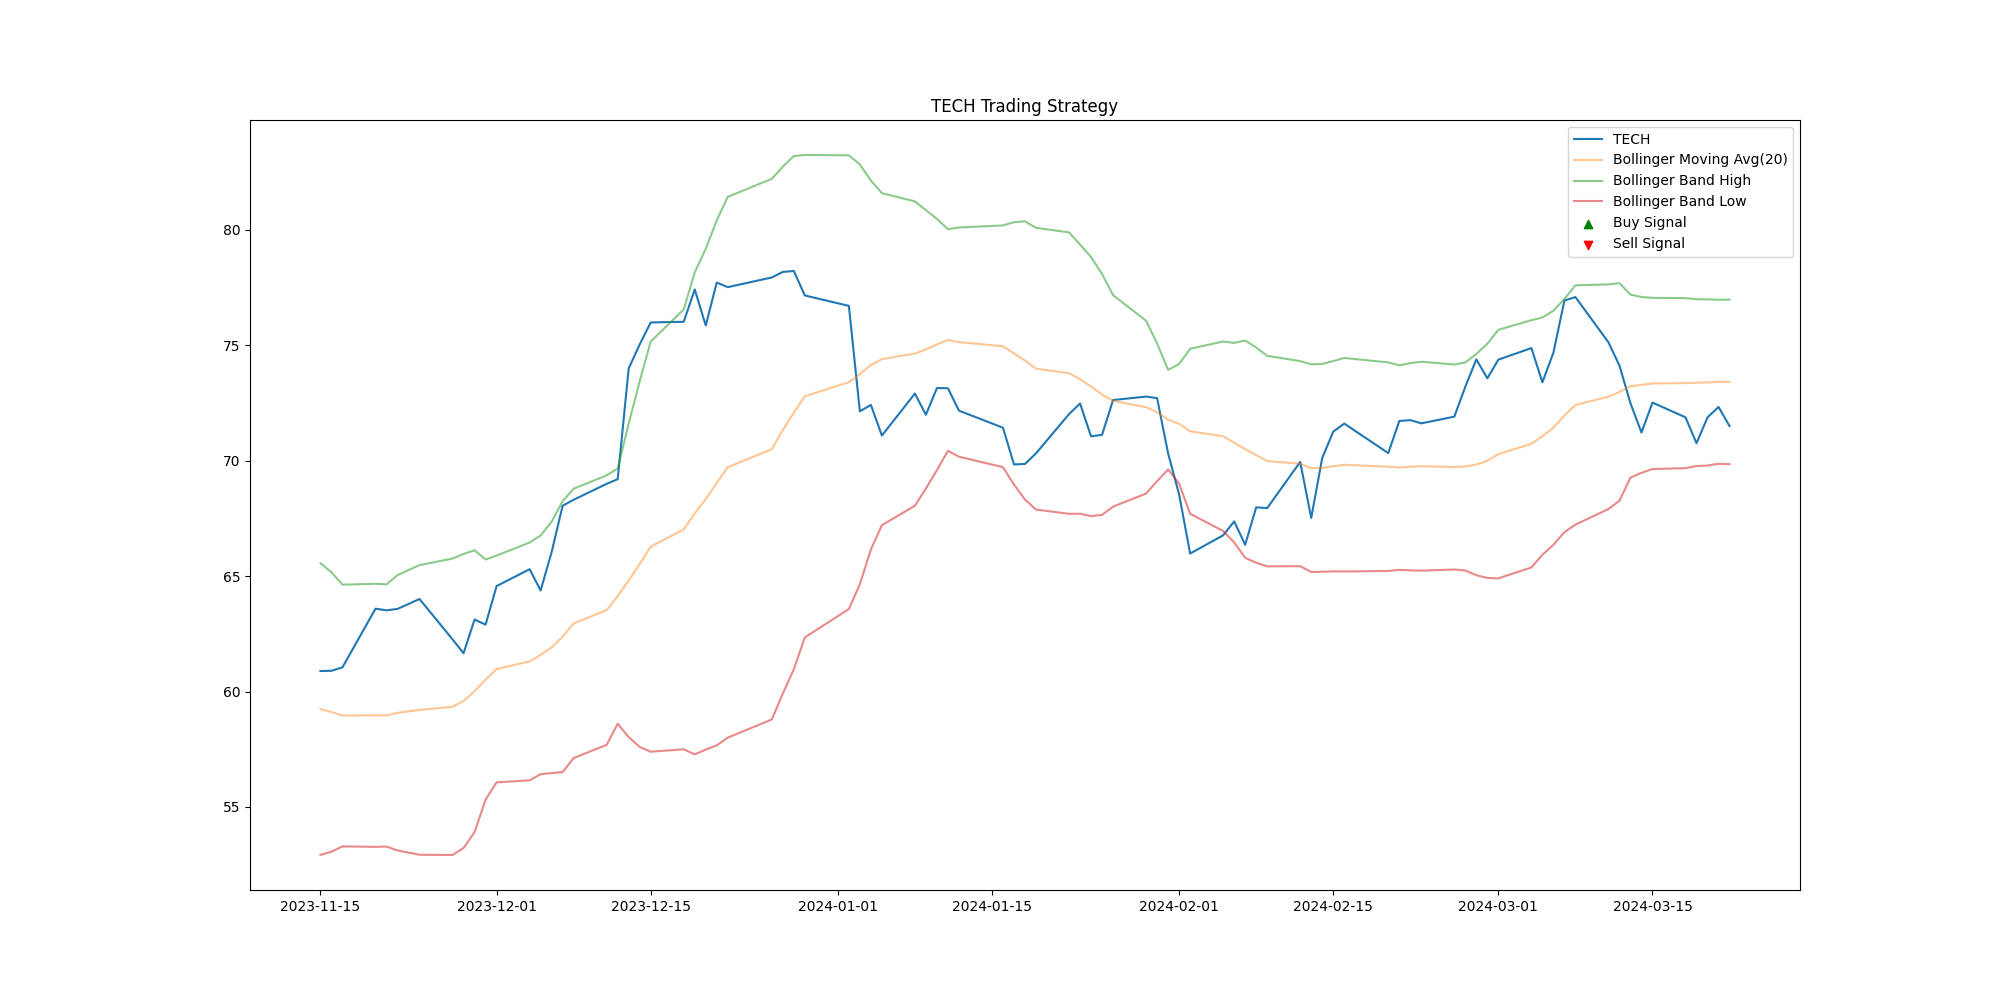 TECH Trading Strategy
TECH
Bollinger Moving Avg(20)
Bollinger Band High
Bollinger Band Low
Buy Signal
Sell Signal
80
75
70
65
60
55
2023-11-15 2023-12-01 2023-12-15 2024-01-01 2024-01-15 2024-02-01 2024-02-15 2024-03-01 2024-03-15